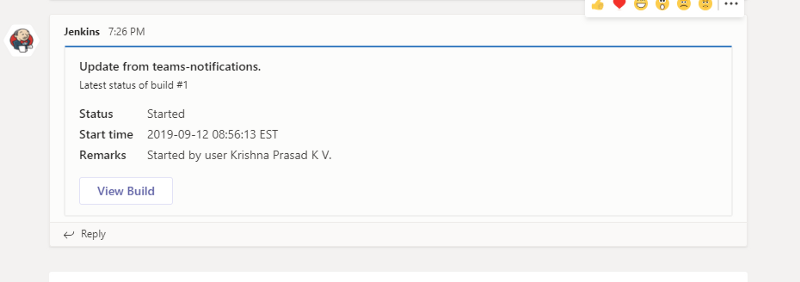 Jenkins 7:26 PM
Update from teams-notifications.
Latest status of build #1
Status Started
Start time 2019-09-12 08:56:13 EST
Remarks Started by user Krishna Prasad K V.
View Build
Reply